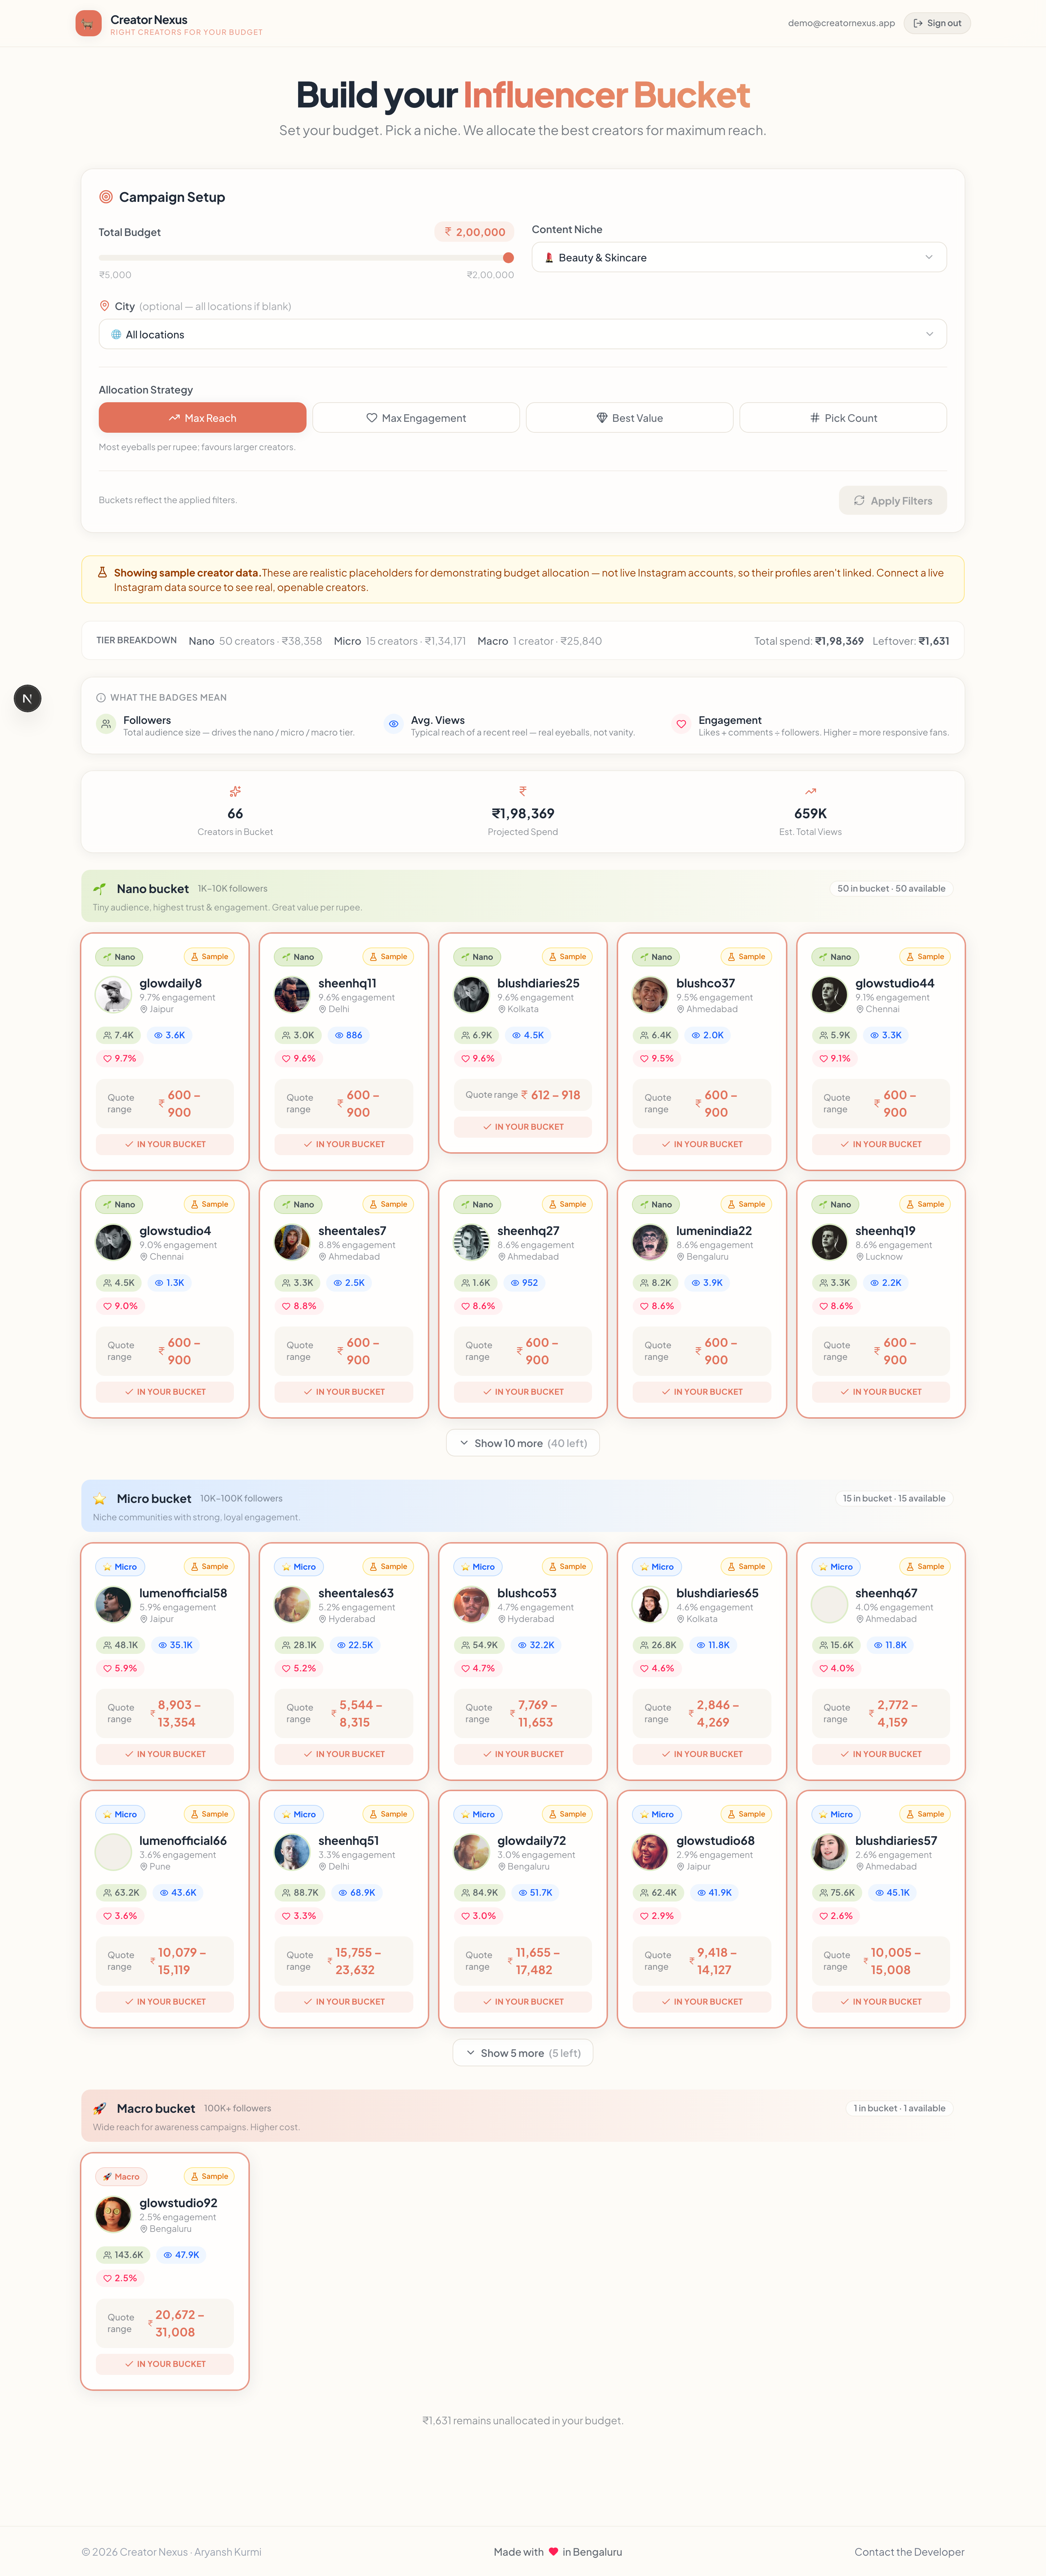 Creator Nexus
RIGHT CREATORS FOR YOUR BUDGET
demo@creatornexus.app
Sign out
Build your Influencer Bucket
Set your budget. Pick a niche. We allocate the best creators for maximum reach.
Campaign Setup
Total Budget
₹ 2,00,000
₹5,000
₹2,00,000
Content Niche
Beauty & Skincare
City (optional — all locations if blank)
All locations
Allocation Strategy
Max Reach
Max Engagement
Best Value
Pick Count
Most eyeballs per rupee; favours larger creators.
Buckets reflect the applied filters.
Apply Filters
Showing sample creator data.These are realistic placeholders for demonstrating budget allocation — not live Instagram accounts, so their profiles aren't linked. Connect a live
Instagram data source to see real, openable creators.
TIER BREAKDOWN Nano 50 creators · ₹38,358 Micro 15 creators · ₹1,34,171 Macro 1 creator · ₹25,840 Total spend: ₹1,98,369 Leftover: ₹1,631
N
WHAT THE BADGES MEAN
Followers
Total audience size — drives the nano / micro / macro tier.
Avg. Views
Typical reach of a recent reel — real eyeballs, not vanity.
Engagement
Likes + comments ÷ followers. Higher = more responsive fans.
66
Creators in Bucket
₹
₹1,98,369
Projected Spend
659K
Est. Total Views
Nano bucket 1K–10K followers
50 in bucket · 50 available
Tiny audience, highest trust & engagement. Great value per rupee.
Nano
Sample
glowdaily8
9.7% engagement
Jaipur
7.4K
3.6K
9.7%
Quote
range
₹ 600 –
900
IN YOUR BUCKET
Nano
Sample
sheenhq11
9.6% engagement
Delhi
3.0K
886
9.6%
Quote
range
₹ 600 –
900
IN YOUR BUCKET
Nano
Sample
blushdiaries25
9.6% engagement
Kolkata
6.9K
4.5K
9.6%
Quote range ₹ 612 – 918
IN YOUR BUCKET
Nano
Sample
blushco37
9.5% engagement
Ahmedabad
6.4K
2.0K
9.5%
Quote
range
₹ 600 –
900
IN YOUR BUCKET
Nano
Sample
glowstudio44
9.1% engagement
Chennai
5.9K
3.3K
9.1%
Quote
range
₹ 600 –
900
IN YOUR BUCKET
Nano
Sample
glowstudio4
9.0% engagement
Chennai
4.5K
1.3K
9.0%
Quote
range
₹ 600 –
900
IN YOUR BUCKET
Nano
Sample
sheentales7
8.8% engagement
Ahmedabad
3.3K
2.5K
8.8%
Quote
range
₹ 600 –
900
IN YOUR BUCKET
Nano
Sample
sheenhq27
8.6% engagement
Ahmedabad
1.6K
952
8.6%
Quote
range
₹ 600 –
900
IN YOUR BUCKET
Nano
Sample
lumenindia22
8.6% engagement
Bengaluru
8.2K
3.9K
8.6%
Quote
range
₹ 600 –
900
IN YOUR BUCKET
Nano
Sample
sheenhq19
8.6% engagement
Lucknow
3.3K
2.2K
8.6%
Quote
range
₹ 600 –
900
IN YOUR BUCKET
Show 10 more (40 left)
Micro bucket 10K–100K followers
15 in bucket · 15 available
Niche communities with strong, loyal engagement.
Micro
Sample
lumenofficial58
5.9% engagement
Jaipur
48.1K
35.1K
5.9%
Quote
range
₹ 8,903 –
13,354
IN YOUR BUCKET
Micro
Sample
sheentales63
5.2% engagement
Hyderabad
28.1K
22.5K
5.2%
Quote
range
₹ 5,544 –
8,315
IN YOUR BUCKET
Micro
Sample
blushco53
4.7% engagement
Hyderabad
54.9K
32.2K
4.7%
Quote
range
₹ 7,769 –
11,653
IN YOUR BUCKET
Micro
Sample
blushdiaries65
4.6% engagement
Kolkata
26.8K
11.8K
4.6%
Quote
range
₹ 2,846 –
4,269
IN YOUR BUCKET
Micro
Sample
sheenhq67
4.0% engagement
Ahmedabad
15.6K
11.8K
4.0%
Quote
range
₹ 2,772 –
4,159
IN YOUR BUCKET
Micro
Sample
lumenofficial66
3.6% engagement
Pune
63.2K
43.6K
3.6%
Quote
range
₹ 10,079 –
15,119
IN YOUR BUCKET
Micro
Sample
sheenhq51
3.3% engagement
Delhi
88.7K
68.9K
3.3%
Quote
range
₹ 15,755 –
23,632
IN YOUR BUCKET
Micro
Sample
glowdaily72
3.0% engagement
Bengaluru
84.9K
51.7K
3.0%
Quote
range
₹ 11,655 –
17,482
IN YOUR BUCKET
Micro
Sample
glowstudio68
2.9% engagement
Jaipur
62.4K
41.9K
2.9%
Quote
range
₹ 9,418 –
14,127
IN YOUR BUCKET
Micro
Sample
blushdiaries57
2.6% engagement
Ahmedabad
75.6K
45.1K
2.6%
Quote
range
₹ 10,005 –
15,008
IN YOUR BUCKET
Show 5 more (5 left)
Macro bucket 100K+ followers
1 in bucket · 1 available
Wide reach for awareness campaigns. Higher cost.
Macro
Sample
glowstudio92
2.5% engagement
Bengaluru
143.6K
47.9K
2.5%
Quote
range
₹ 20,672 –
31,008
IN YOUR BUCKET
₹1,631 remains unallocated in your budget.
© 2026 Creator Nexus · Aryansh Kurmi
Made with ❤ in Bengaluru
Contact the Developer